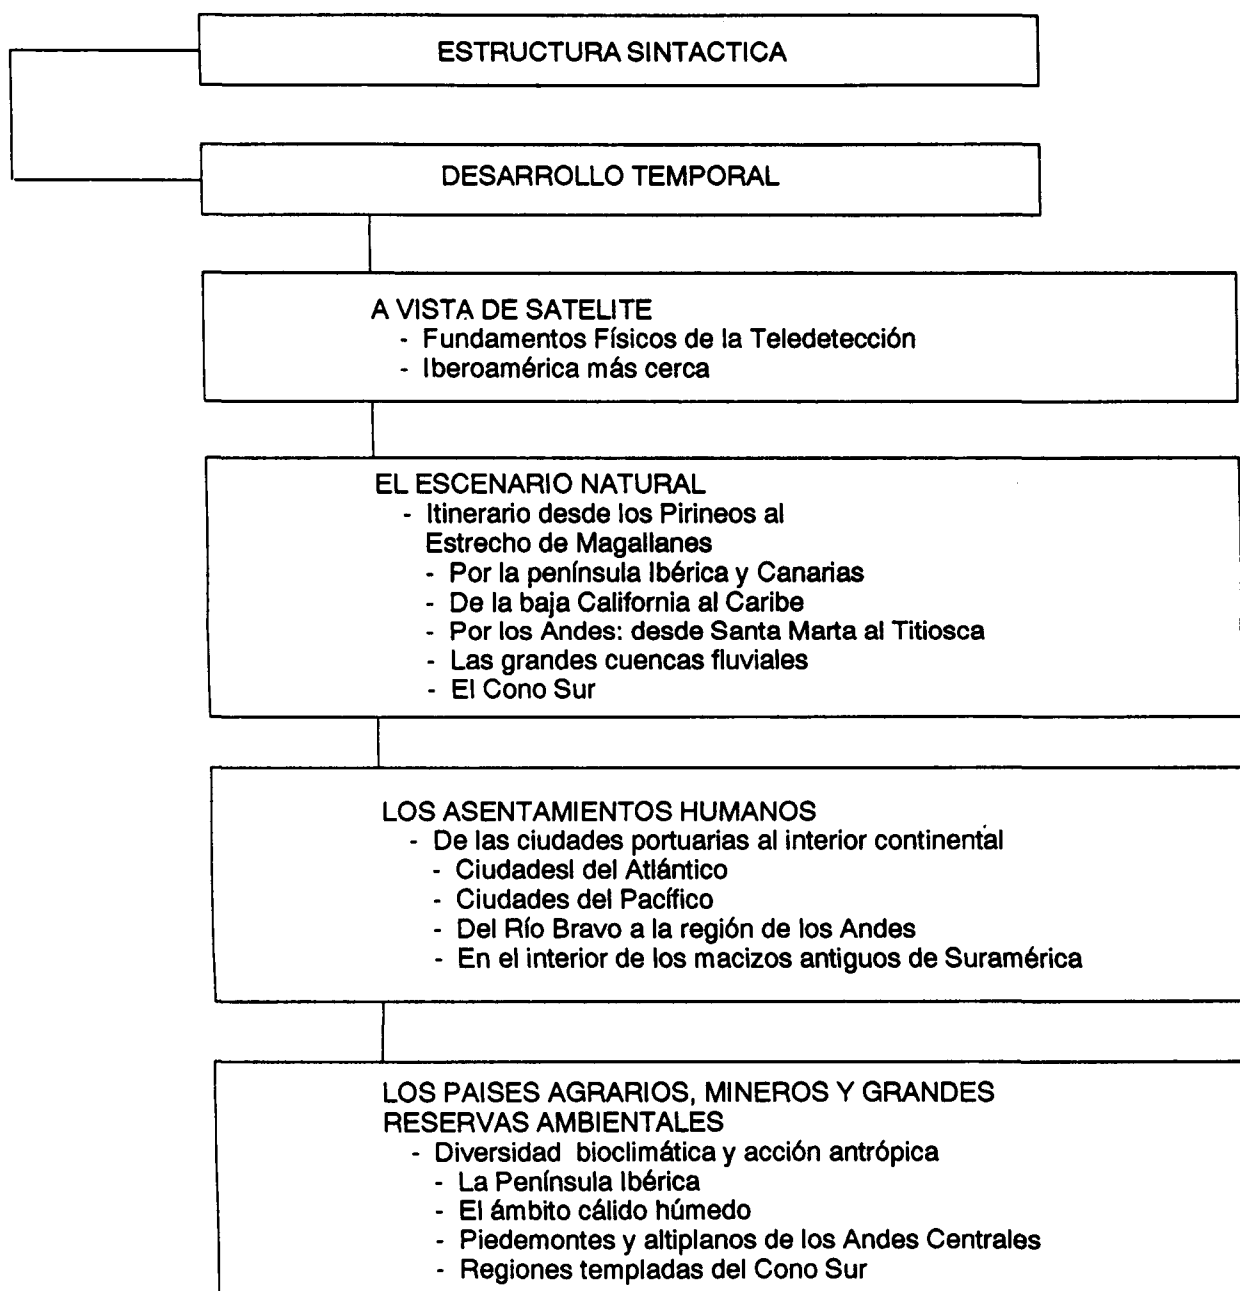 ESTRUCTURA SINTACTICA
DESARROLLO TEMPORAL
A VISTA DE SATELITE
- Fundamentos Físicos de la Teledetección
- Iberoamérica más cerca
EL ESCENARIO NATURAL
- Itinerario desde los Pirineos al
Estrecho de Magallanes
- Por la península Ibérica y Canarias
- De la baja California al Caribe
- Por los Andes: desde Santa Marta al Titiosca
- Las grandes cuencas fluviales
- El Cono Sur
LOS ASENTAMIENTOS HUMANOS
- De las ciudades portuarias al interior continental
- Ciudadesl del Atlántico
- Ciudades del Pacífico
- Del Río Bravo a la región de los Andes
- En el interior de los macizos antiguos de Suramérica
LOS PAISES AGRARIOS, MINEROS Y GRANDES
RESERVAS AMBIENTALES
- Diversidad bioclimática y acción antrópica
- La Península Ibérica
- El ámbito cálido húmedo
- Piedemontes y altiplanos de los Andes Centrales
- Regiones templadas del Cono Sur